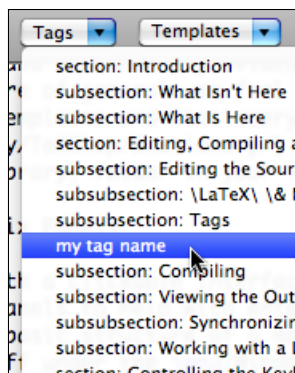 Tags Templates
section: Introduction
subsection: What Isn't Here
subsection: What Is Here
section: Editing, Compiling
subsection: Editing the Sour
subsubsection: \LaTeX\ \&
subsubsection: Tags
my tag name
subsection: Compiling
subsection: Viewing the Out
subsubsection: Synchronizin
subsection: Working with a
section: Controlling the Key